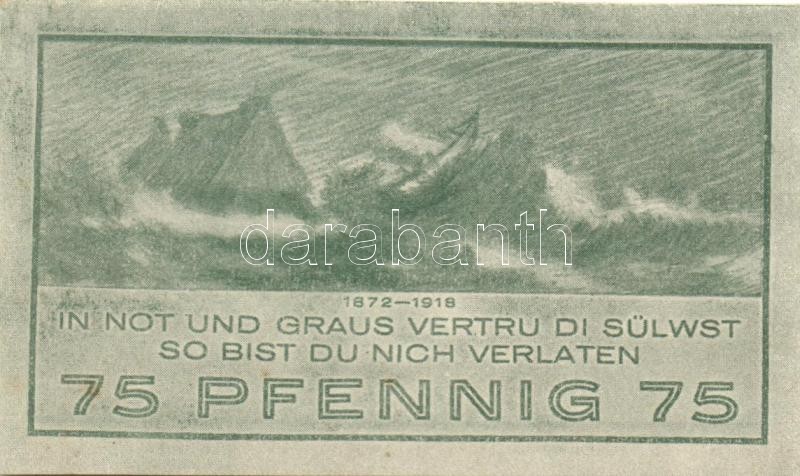 darabanth
1872-1918
IN NOT UND GRAUS VERTRU DI SÜLWST
SO BIST DU NICH VERLATEN
75 PFENNIG 75